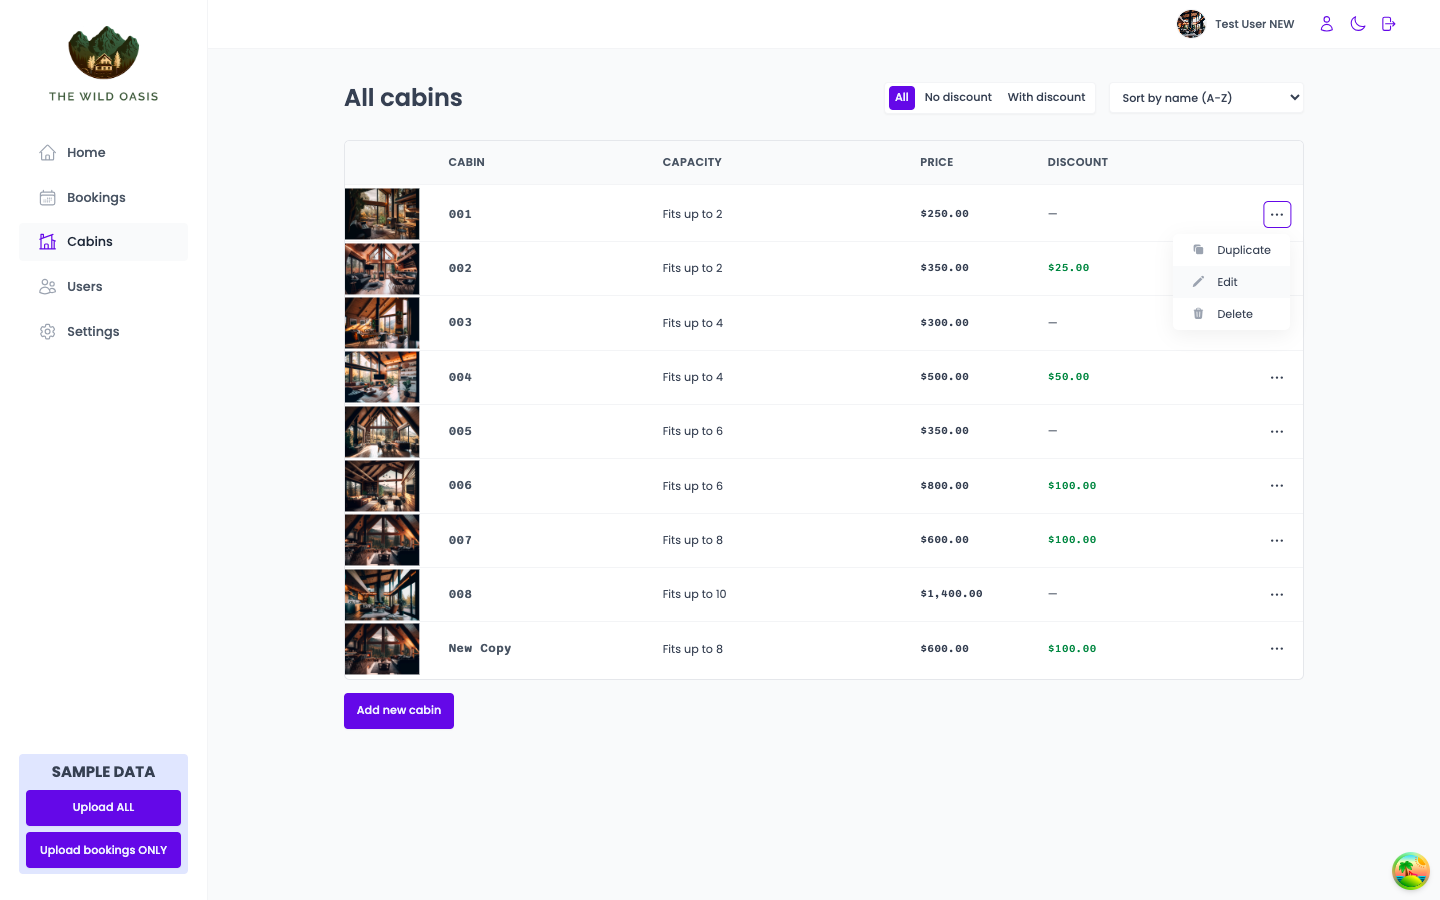 THE WILD OASIS
Home
Bookings
Cabins
Users
Settings
SAMPLE DATA
Upload ALL
Upload bookings ONLY
Test User NEW
All cabins
All No discount With discount
Sort by name (A-Z)
CABIN CAPACITY PRICE DISCOUNT
001 Fits up to 2 $250.00 —
002 Fits up to 2 $350.00 $25.00
003 Fits up to 4 $300.00 —
004 Fits up to 4 $500.00 $50.00
005 Fits up to 6 $350.00 —
006 Fits up to 6 $800.00 $100.00
007 Fits up to 8 $600.00 $100.00
008 Fits up to 10 $1,400.00 —
New Copy Fits up to 8 $600.00 $100.00
Duplicate
Edit
Delete
Add new cabin